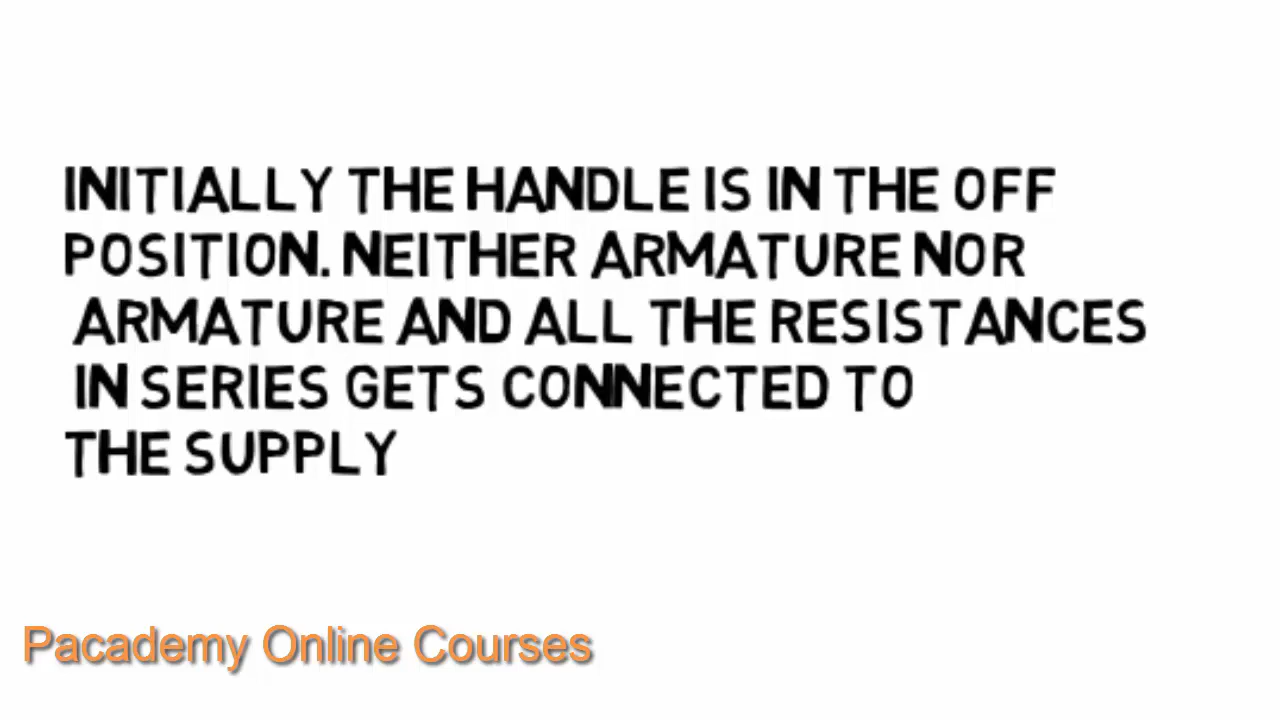 INITIALLY THE HANDLE IS IN THE OFF
POSITION. NEITHER ARMATURE NOR
ARMATURE AND ALL THE RESISTANCES
IN SERIES GETS CONNECTED TO
THE SUPPLY
Pacademy Online Courses